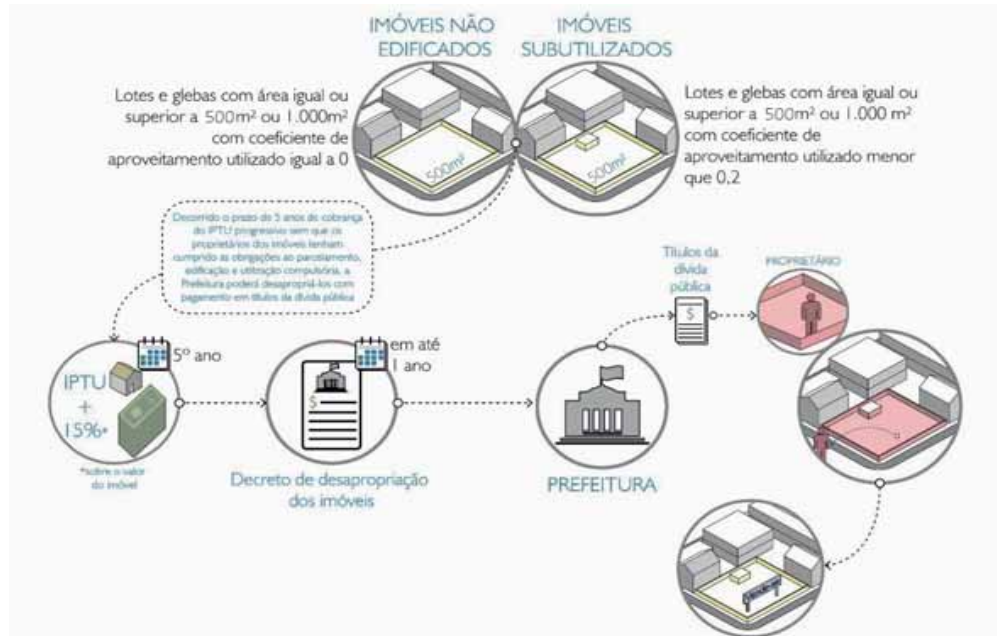 IMÓVEIS NÃO
EDIFICADOS
IMÓVEIS
SUBUTILIZADOS
Lotes e glebas com área igual ou
superior a 500m² ou 1.000m²
com coeficiente de
aproveitamento utilizado igual a 0
500m²
500m²
Lotes e glebas com área igual ou
superior a 500m² ou 1.000 m²
com coeficiente de
aproveitamento utilizado menor
que 0,2
Decorrido o prazo de 5 anos de cobrança
do IPTU progressivo sem que os
proprietários dos imóveis tenham
cumprido as obrigações ao parcelamento,
edificação e utilização compulsória, a
Prefeitura poderá desapropriá-los com
pagamento em títulos da dívida pública
Títulos da
dívida
pública
$
PROPRIETÁRIO
5º ano
IPTU
+
15%*
*sobre o valor
do imóvel
em até
1 ano
$
Decreto de desapropriação
dos imóveis
PREFEITURA